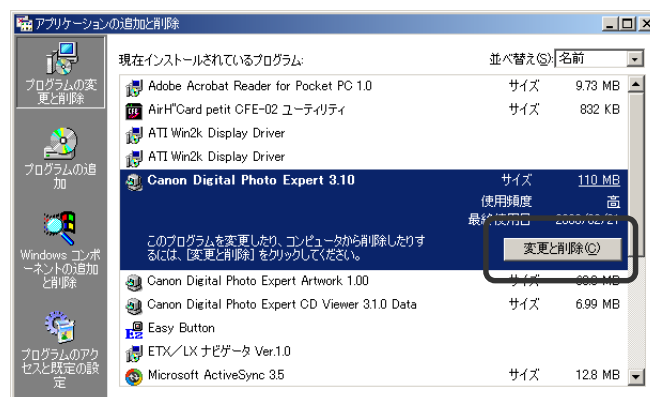 アプリケーションの追加と削除
プログラムの変
更と削除
プログラムの追
加
Windows コンポ
ーネントの追加
と削除
プログラムのアク
セスと既定の設
定
現在インストールされているプログラム:
並べ替え(S): 名前
Adobe Acrobat Reader for Pocket PC 1.0 サイズ 9.73 MB
AirH"Card petit CFE-02 ユーティリティ サイズ 832 KB
ATI Win2k Display Driver
ATI Win2k Display Driver
Canon Digital Photo Expert 3.10 サイズ 110 MB
使用頻度 高
最終使用日
このプログラムを変更したり、コンピュータから削除したりす
るには、[変更と削除] をクリックしてください。
変更と削除(C)
Canon Digital Photo Expert Artwork 1.00 サイズ MB
Canon Digital Photo Expert CD Viewer 3.1.0 Data サイズ 6.99 MB
Easy Button
ETX/LX ナビゲータ Ver.1.0
Microsoft ActiveSync 3.5 サイズ 12.8 MB